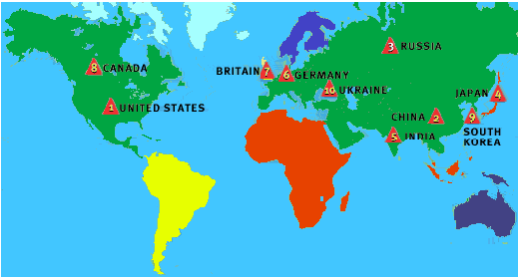 3 RUSSIA
8 CANADA
BRITAIN 7
6 GERMANY
10 UKRAINE
JAPAN 4
1 UNITED STATES
CHINA 2
9
SOUTH
KOREA
5 INDIA